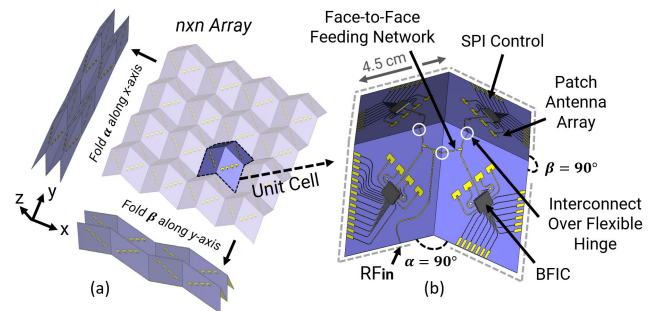 nxn Array
Fold α along x-axis
Unit Cell
Fold β along y-axis
z
y
x
(a)
Face-to-Face
Feeding Network
SPI Control
4.5 cm
Patch
Antenna
Array
β = 90°
Interconnect
Over Flexible
Hinge
BFIC
α = 90°
RFin
(b)